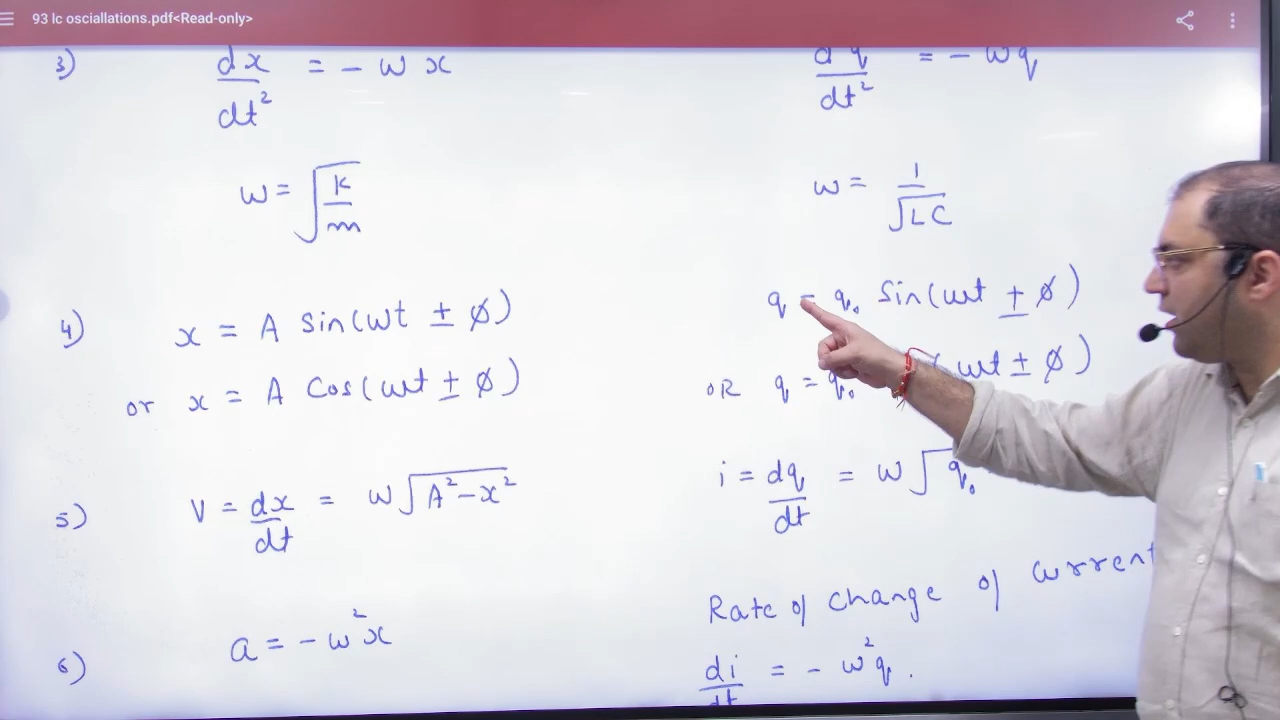 93 lc osciallations.pdf<Read-only>
3) dx/dt² = - ω x
d q/dt² = - ω q
ω = √(k/m)
ω = 1/√LC
4) x = A Sin(ωt ± ø)
q = q₀ Sin(ωt ± ø)
or x = A Cos(ωt ± ø)
OR q = q₀ (ωt ± ø)
5) V = dx/dt = ω√(A²-x²)
i = dq/dt = ω√q₀
Rate of change of current
6) a = - ω²x
di/dt = - ω²q.